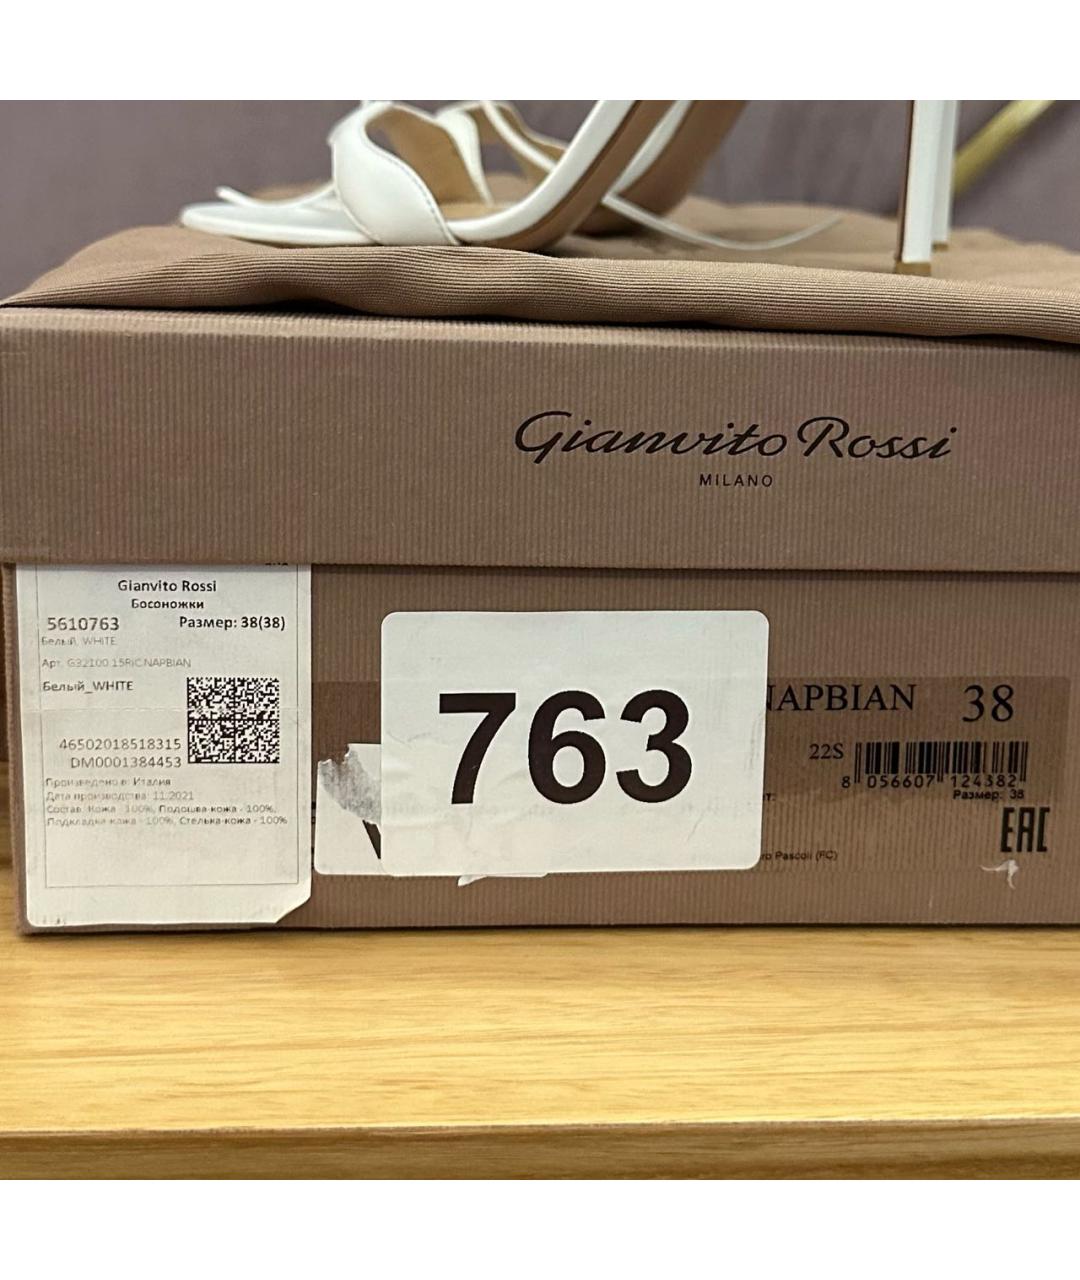 Gianvito Rossi
MILANO
Gianvito Rossi
Босоножки
5610763 Размер: 38(38)
Белый, WHITE
Арт. G32100.15RIC.NAPBIAN
Белый_WHITE
46502018518315
DM0001384453
Произведено в: Италия
Дата производства: 11.2021
Состав: Кожа - 100%, Подошва-кожа - 100%,
Подкладка-кожа - 100%, Стелька-кожа - 100%
763
NAPBIAN 38
22S
8 056607 124382
Размер: 38
EAC
Pascoli (FC)